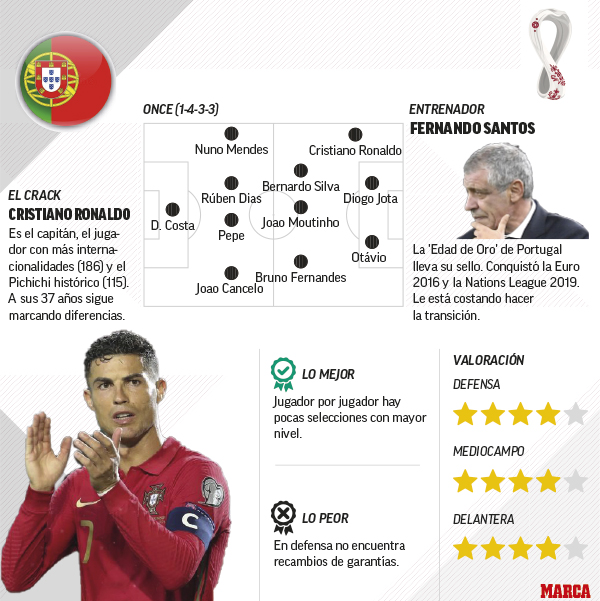 ONCE (1-4-3-3)
Nuno Mendes
Cristiano Ronaldo
Bernardo Silva
Rúben Dias
Diogo Jota
D. Costa
Joao Moutinho
Pepe
Otávio
Bruno Fernandes
Joao Cancelo
ENTRENADOR
FERNANDO SANTOS
La 'Edad de Oro' de Portugal
lleva su sello. Conquistó la Euro
2016 y la Nations League 2019.
Le está costando hacer
la transición.
EL CRACK
CRISTIANO RONALDO
Es el capitán, el juga-
dor con más interna-
cionalidades (186) y el
Pichichi histórico (115).
A sus 37 años sigue
marcando diferencias.
7
C
LO MEJOR
Jugador por jugador hay
pocas selecciones con mayor
nivel.
LO PEOR
En defensa no encuentra
recambios de garantías.
VALORACIÓN
DEFENSA
MEDIOCAMPO
DELANTERA
MARCA